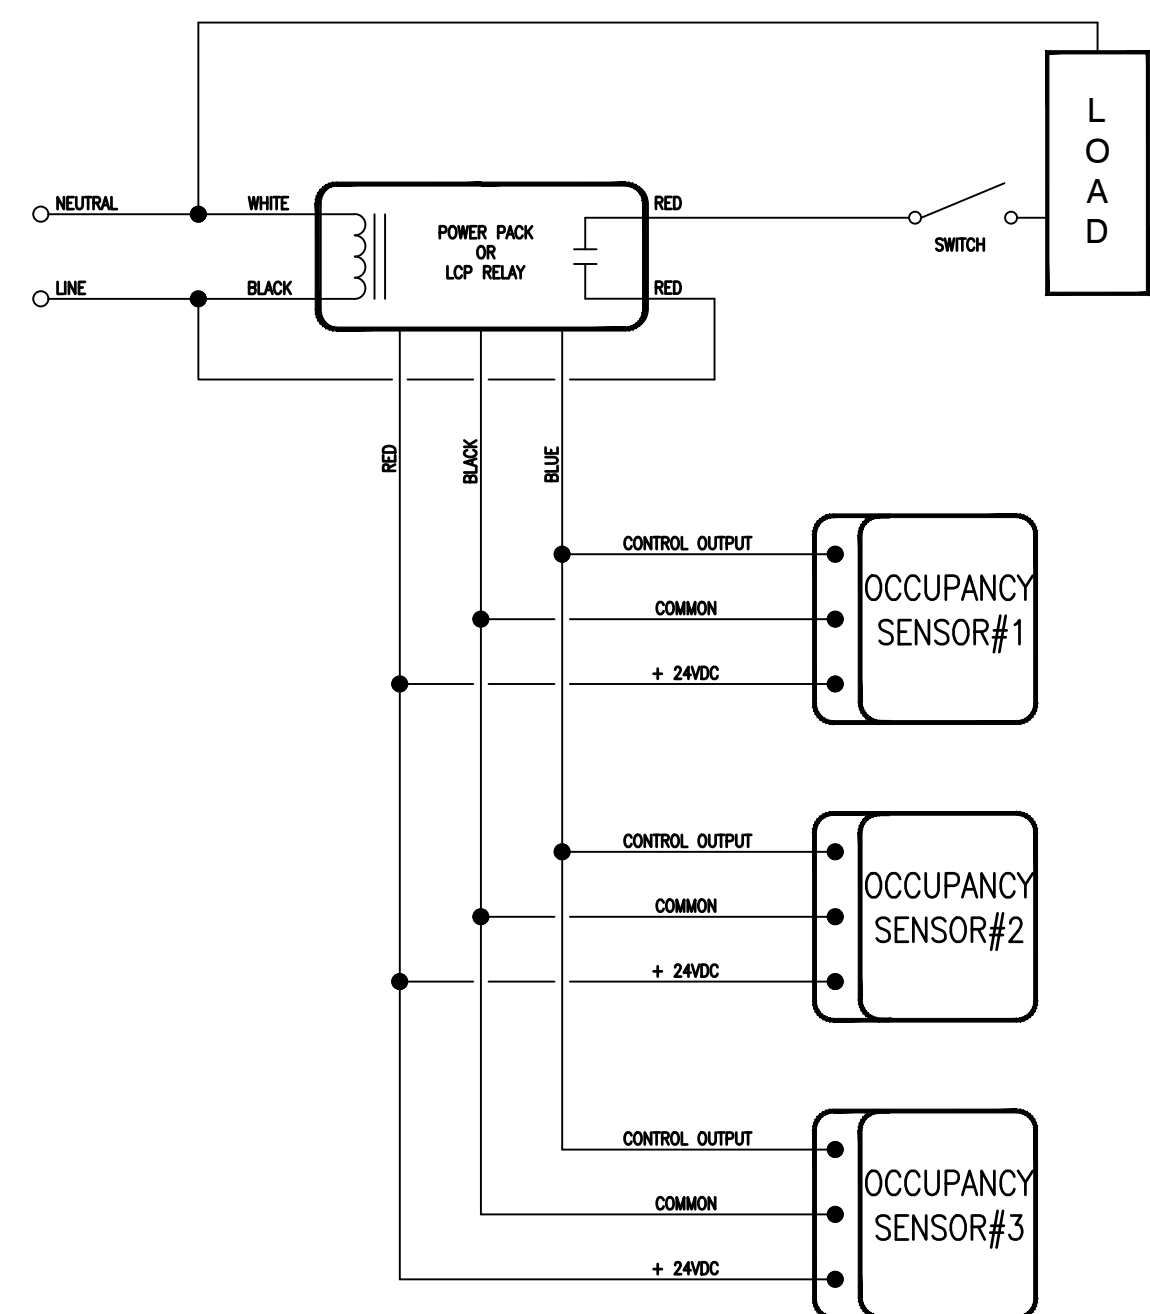 L
O
A
D
NEUTRAL
WHITE
RED
POWER PACK
OR
LCP RELAY
SWITCH
LINE
BLACK
RED
RED
BLACK
BLUE
CONTROL OUTPUT
COMMON
+ 24VDC
OCCUPANCY
SENSOR#1
CONTROL OUTPUT
COMMON
+ 24VDC
OCCUPANCY
SENSOR#2
CONTROL OUTPUT
COMMON
+ 24VDC
OCCUPANCY
SENSOR#3